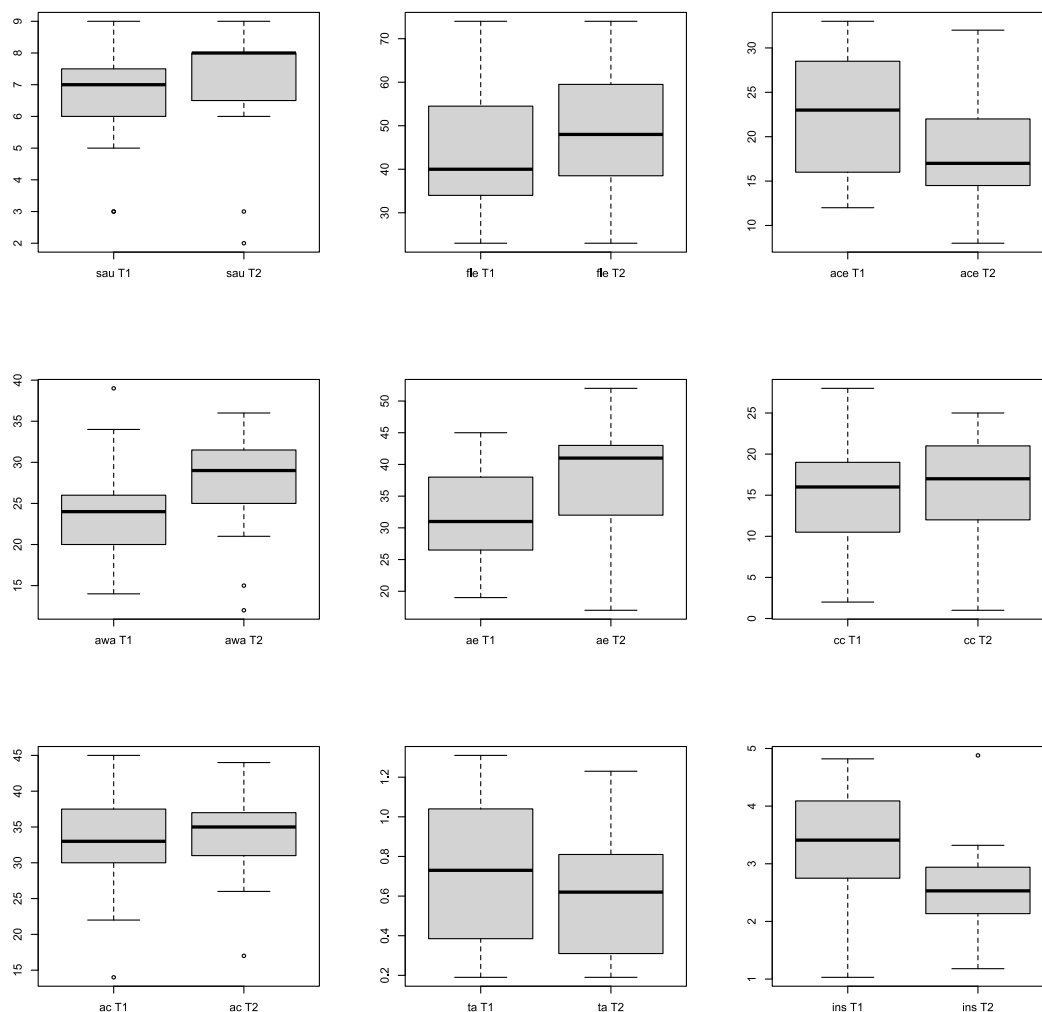 2 3 4 5 6 7 8 9
sau T1 sau T2
30 40 50 60 70
fle T1 fle T2
10 15 20 25 30
ace T1 ace T2
15 20 25 30 35 40
awa T1 awa T2
20 25 30 35 40 45 50
ae T1 ae T2
0 5 10 15 20 25
cc T1 cc T2
15 20 25 30 35 40 45
ac T1 ac T2
0.2 0.4 0.6 0.8 1.0 1.2
ta T1 ta T2
1 2 3 4 5
ins T1 ins T2